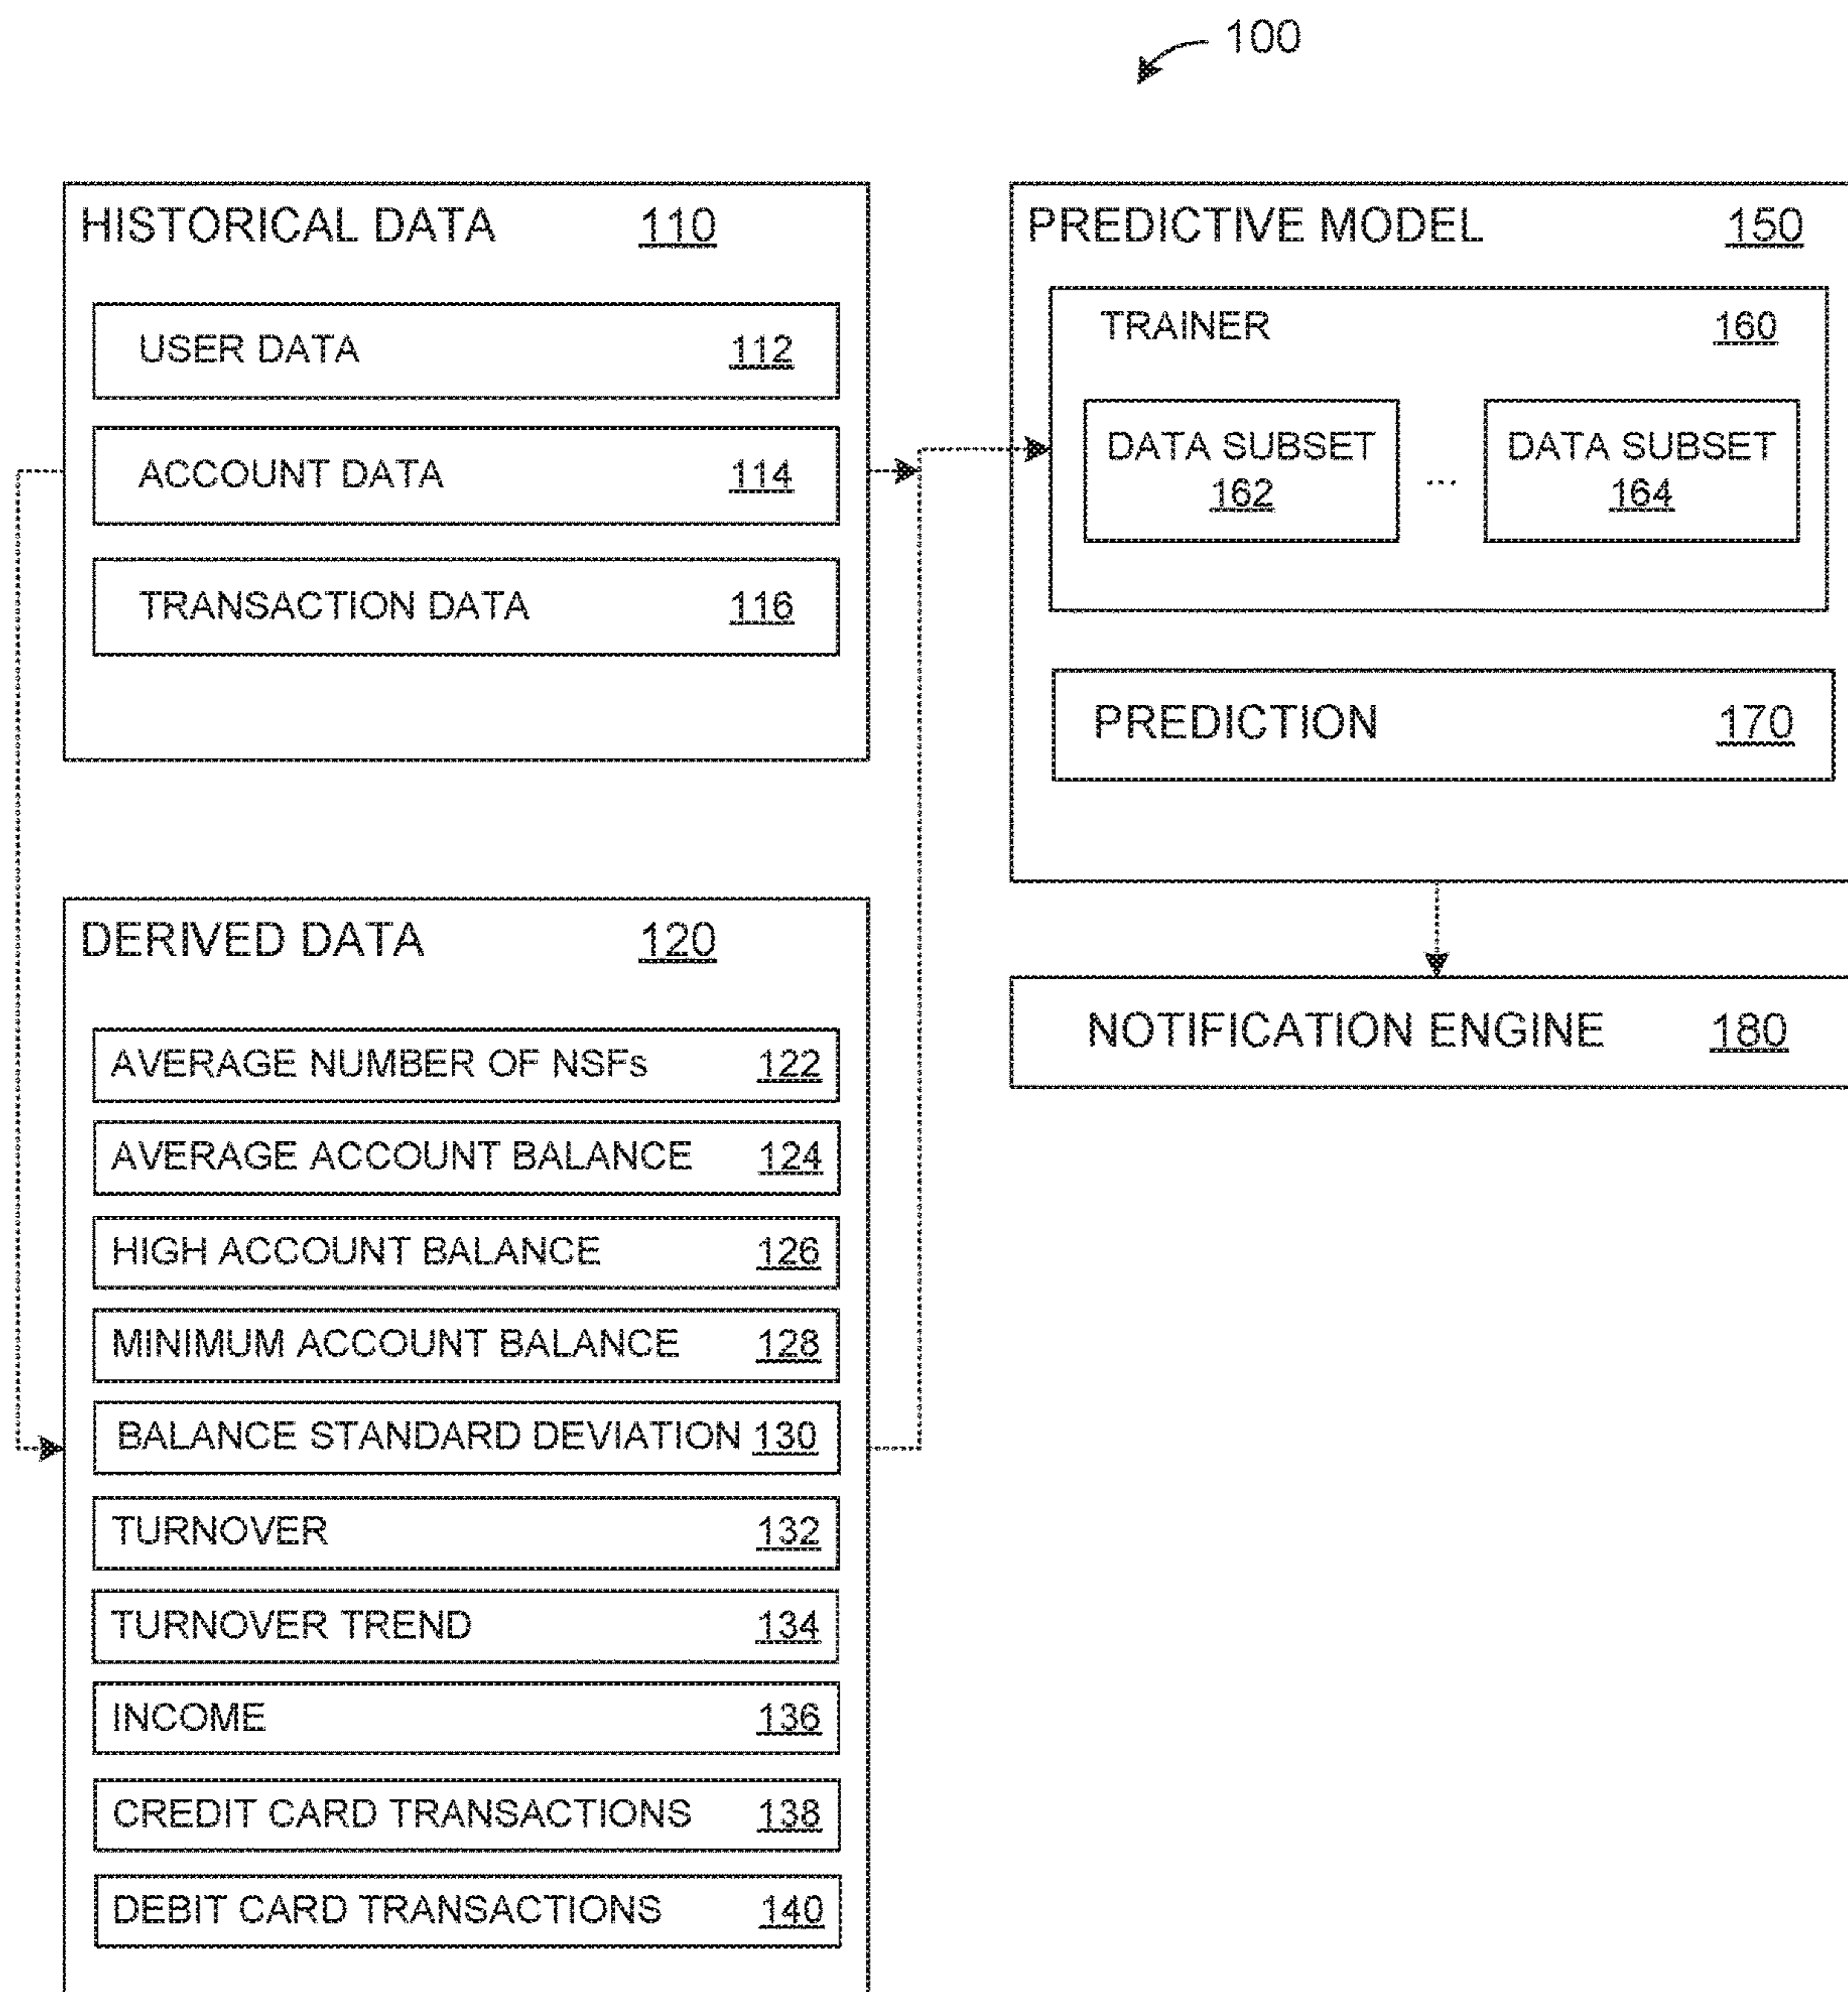 100
HISTORICAL DATA 110
USER DATA 112
ACCOUNT DATA 114
TRANSACTION DATA 116
DERIVED DATA 120
AVERAGE NUMBER OF NSFs 122
AVERAGE ACCOUNT BALANCE 124
HIGH ACCOUNT BALANCE 126
MINIMUM ACCOUNT BALANCE 128
BALANCE STANDARD DEVIATION 130
TURNOVER 132
TURNOVER TREND 134
INCOME 136
CREDIT CARD TRANSACTIONS 138
DEBIT CARD TRANSACTIONS 140
PREDICTIVE MODEL 150
TRAINER 160
DATA SUBSET
162
...
DATA SUBSET
164
PREDICTION 170
NOTIFICATION ENGINE 180